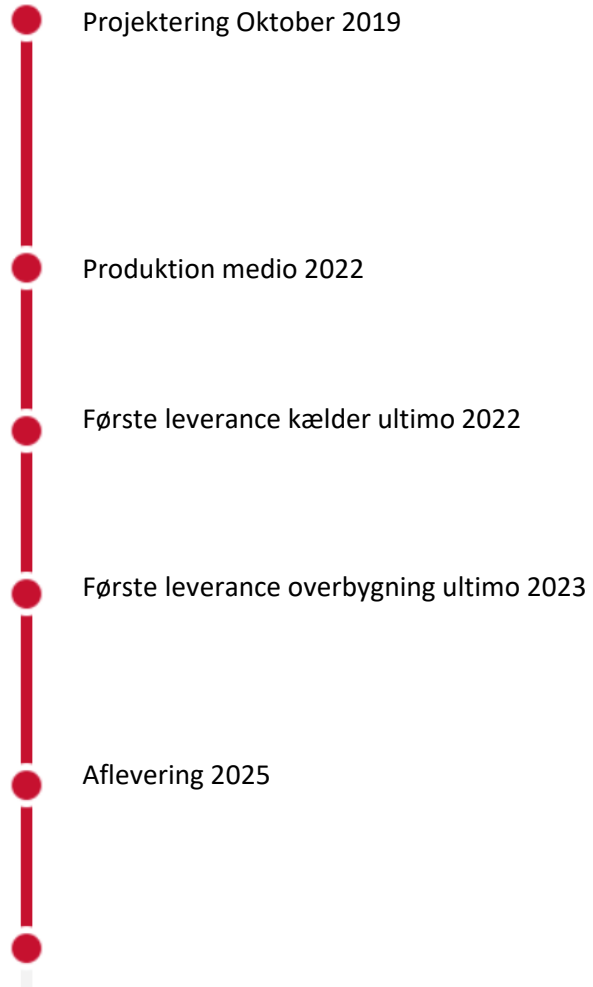 Projektering Oktober 2019
Produktion medio 2022
Første leverance kælder ultimo 2022
Første leverance overbygning ultimo 2023
Aflevering 2025